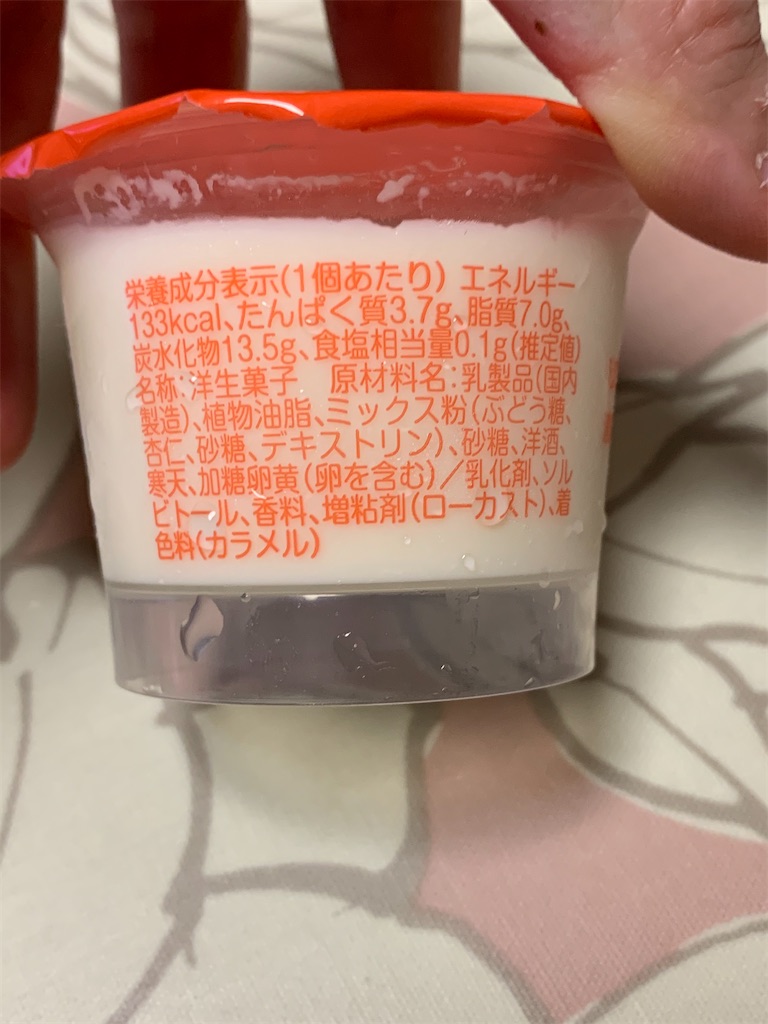 栄養成分表示(1個あたり) エネルギー
133kcal、たんぱく質3.7g、脂質7.0g、
炭水化物13.5g、食塩相当量0.1g(推定値)
名称:洋生菓子 原材料名:乳製品(国内
製造)、植物油脂、ミックス粉(ぶどう糖、
杏仁、砂糖、デキストリン)、砂糖、洋酒、
寒天、加糖卵黄(卵を含む)/乳化剤、ソル
ビトール、香料、増粘剤(ローカスト)、着
色料(カラメル)